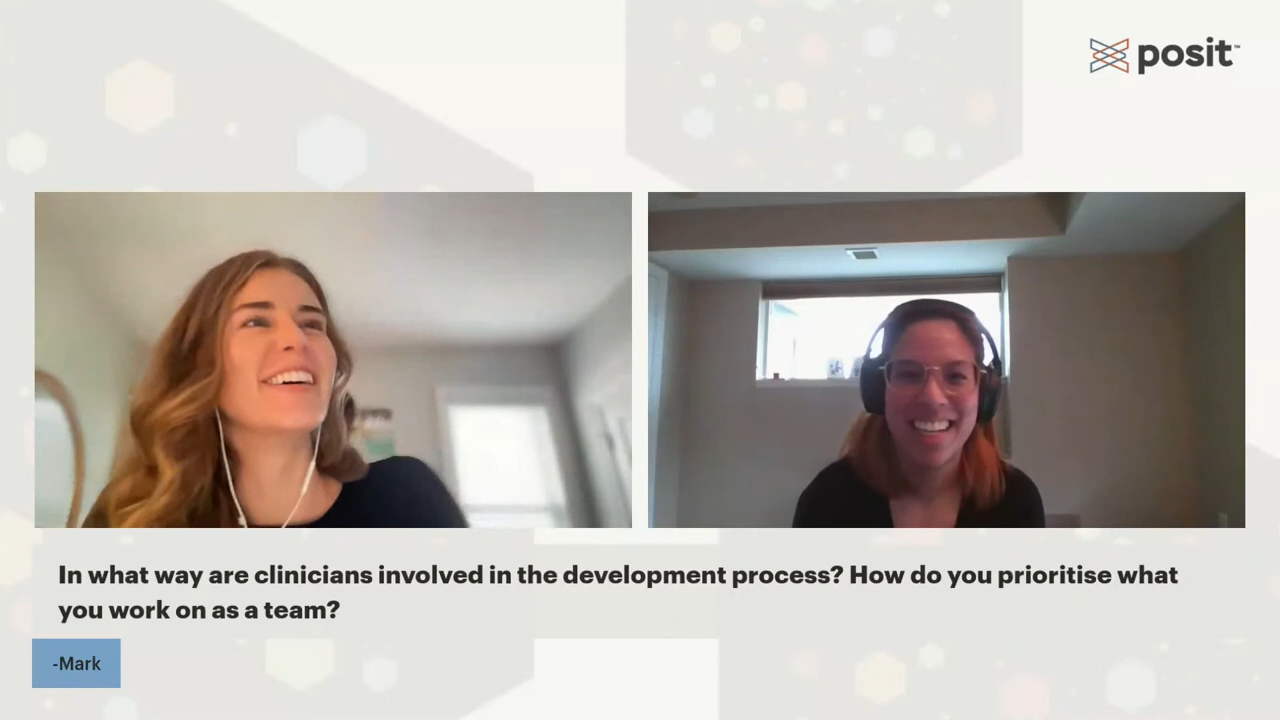 posit™
In what way are clinicians involved in the development process? How do you prioritise what
you work on as a team?
-Mark